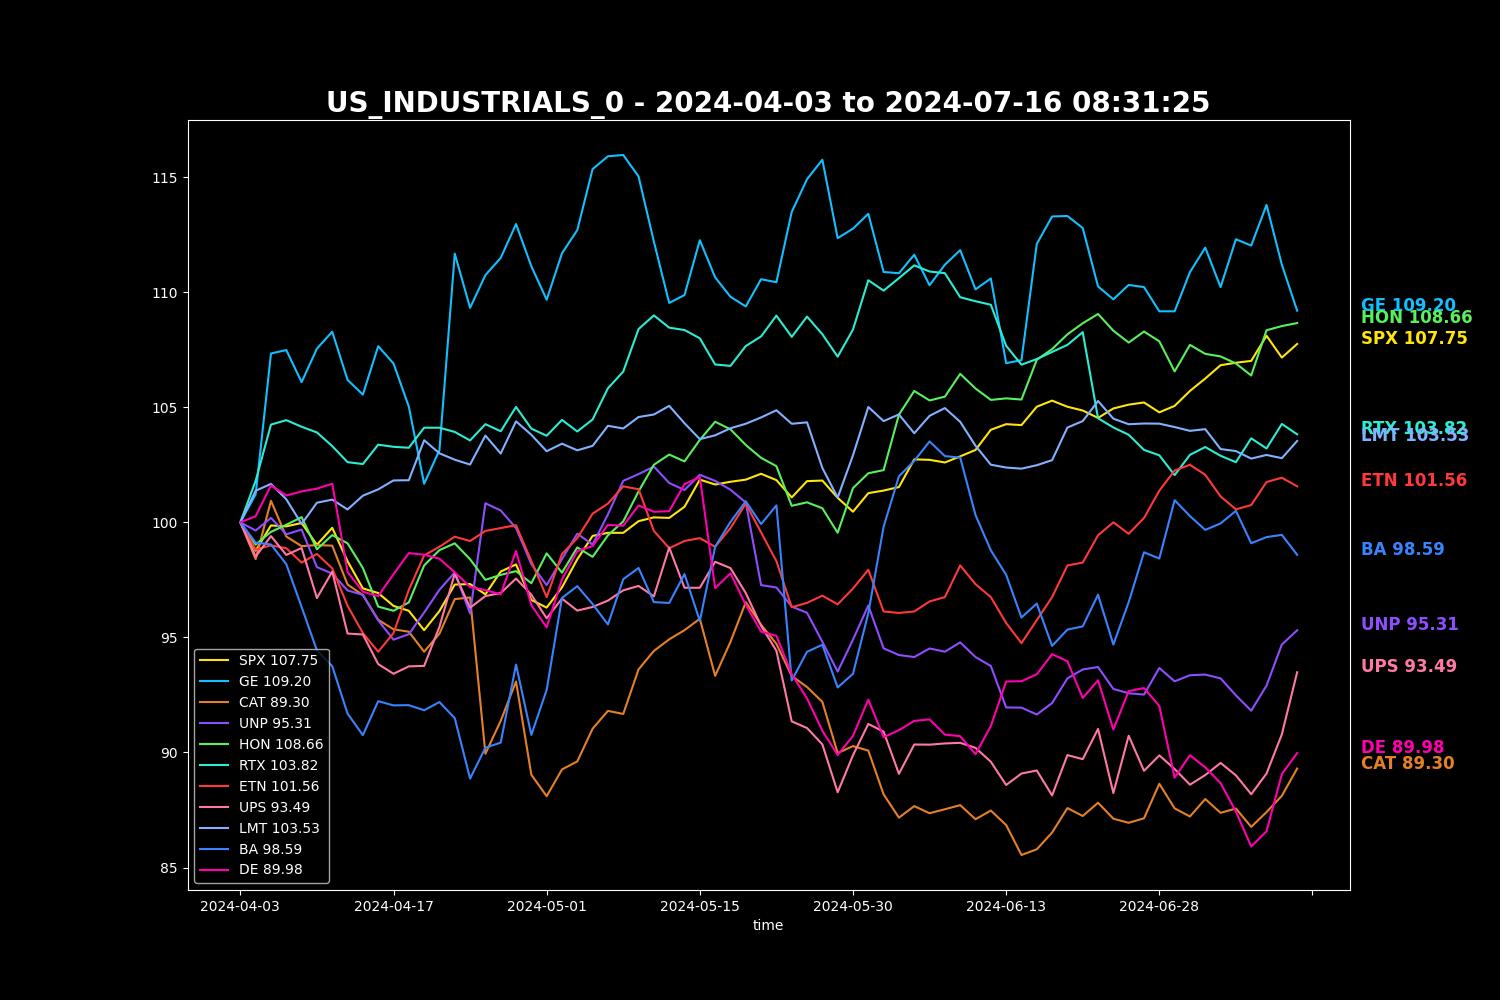 US_INDUSTRIALS_0 - 2024-04-03 to 2024-07-16 08:31:25
115
110
105
100
95
90
85
GE 109.20
HON 108.66
SPX 107.75
RTX 103.82
LMT 103.53
ETN 101.56
BA 98.59
UNP 95.31
UPS 93.49
DE 89.98
CAT 89.30
SPX 107.75
GE 109.20
CAT 89.30
UNP 95.31
HON 108.66
RTX 103.82
ETN 101.56
UPS 93.49
LMT 103.53
BA 98.59
DE 89.98
2024-04-03 2024-04-17 2024-05-01 2024-05-15 2024-05-30 2024-06-13 2024-06-28
time